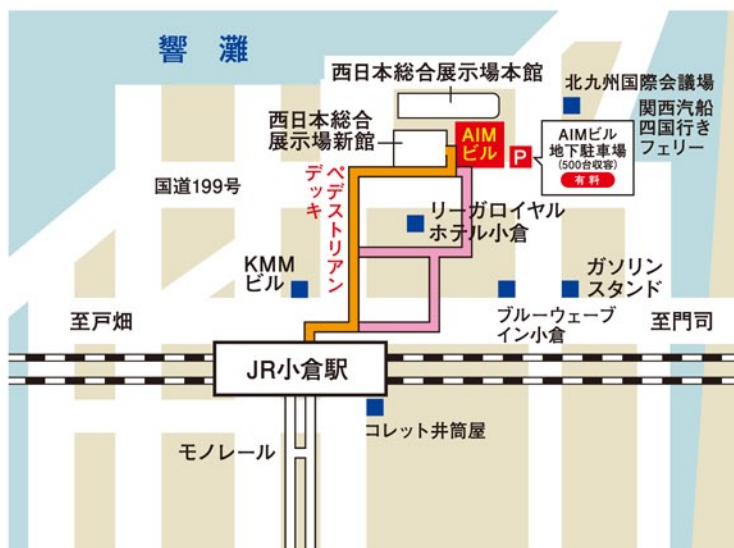 響灘
西日本総合展示場本館
北九州国際会議場
関西汽船
四国行き
フェリー
西日本総合
展示場新館
AIM
ビル
P
AIMビル
地下駐車場
(500台収容)
有料
国道199号
ペデストリアン
デッキ
リーガロイヤル
ホテル小倉
KMM
ビル
ガソリン
スタンド
至戸畑
ブルーウェーブ
イン小倉
至門司
JR小倉駅
コレット井筒屋
モノレール